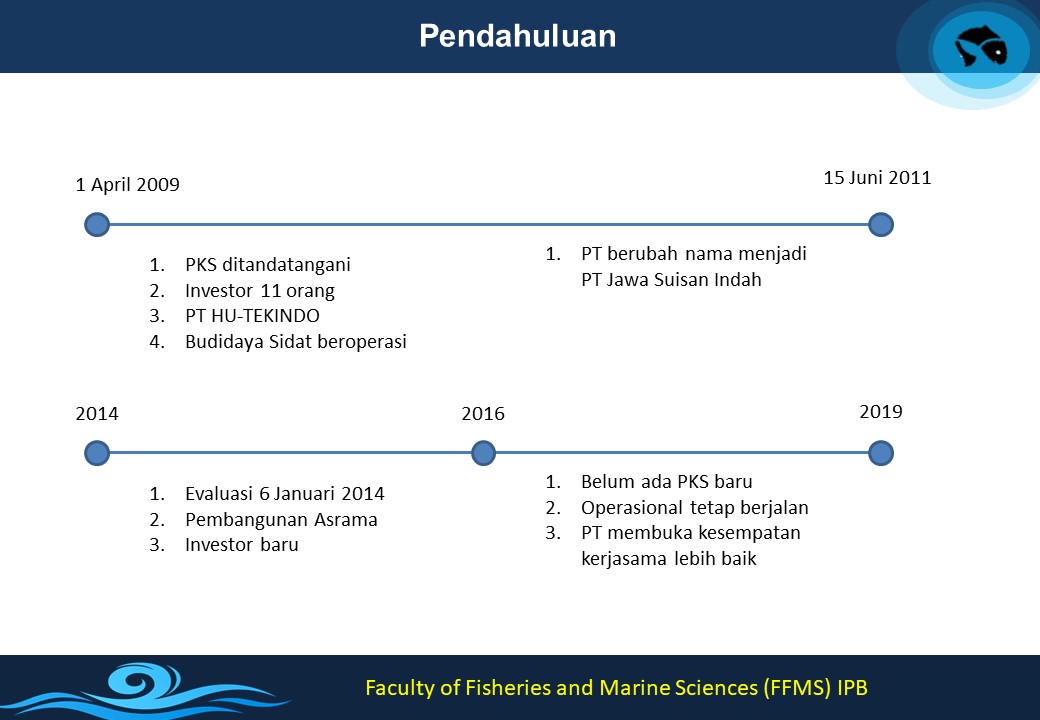 Pendahuluan
1 April 2009
15 Juni 2011
1. PKS ditandatangani
2. Investor 11 orang
3. PT HU-TEKINDO
4. Budidaya Sidat beroperasi
1. PT berubah nama menjadi
PT Jawa Suisan Indah
2014
2016
2019
1. Evaluasi 6 Januari 2014
2. Pembangunan Asrama
3. Investor baru
1. Belum ada PKS baru
2. Operasional tetap berjalan
3. PT membuka kesempatan
kerjasama lebih baik
Faculty of Fisheries and Marine Sciences (FFMS) IPB